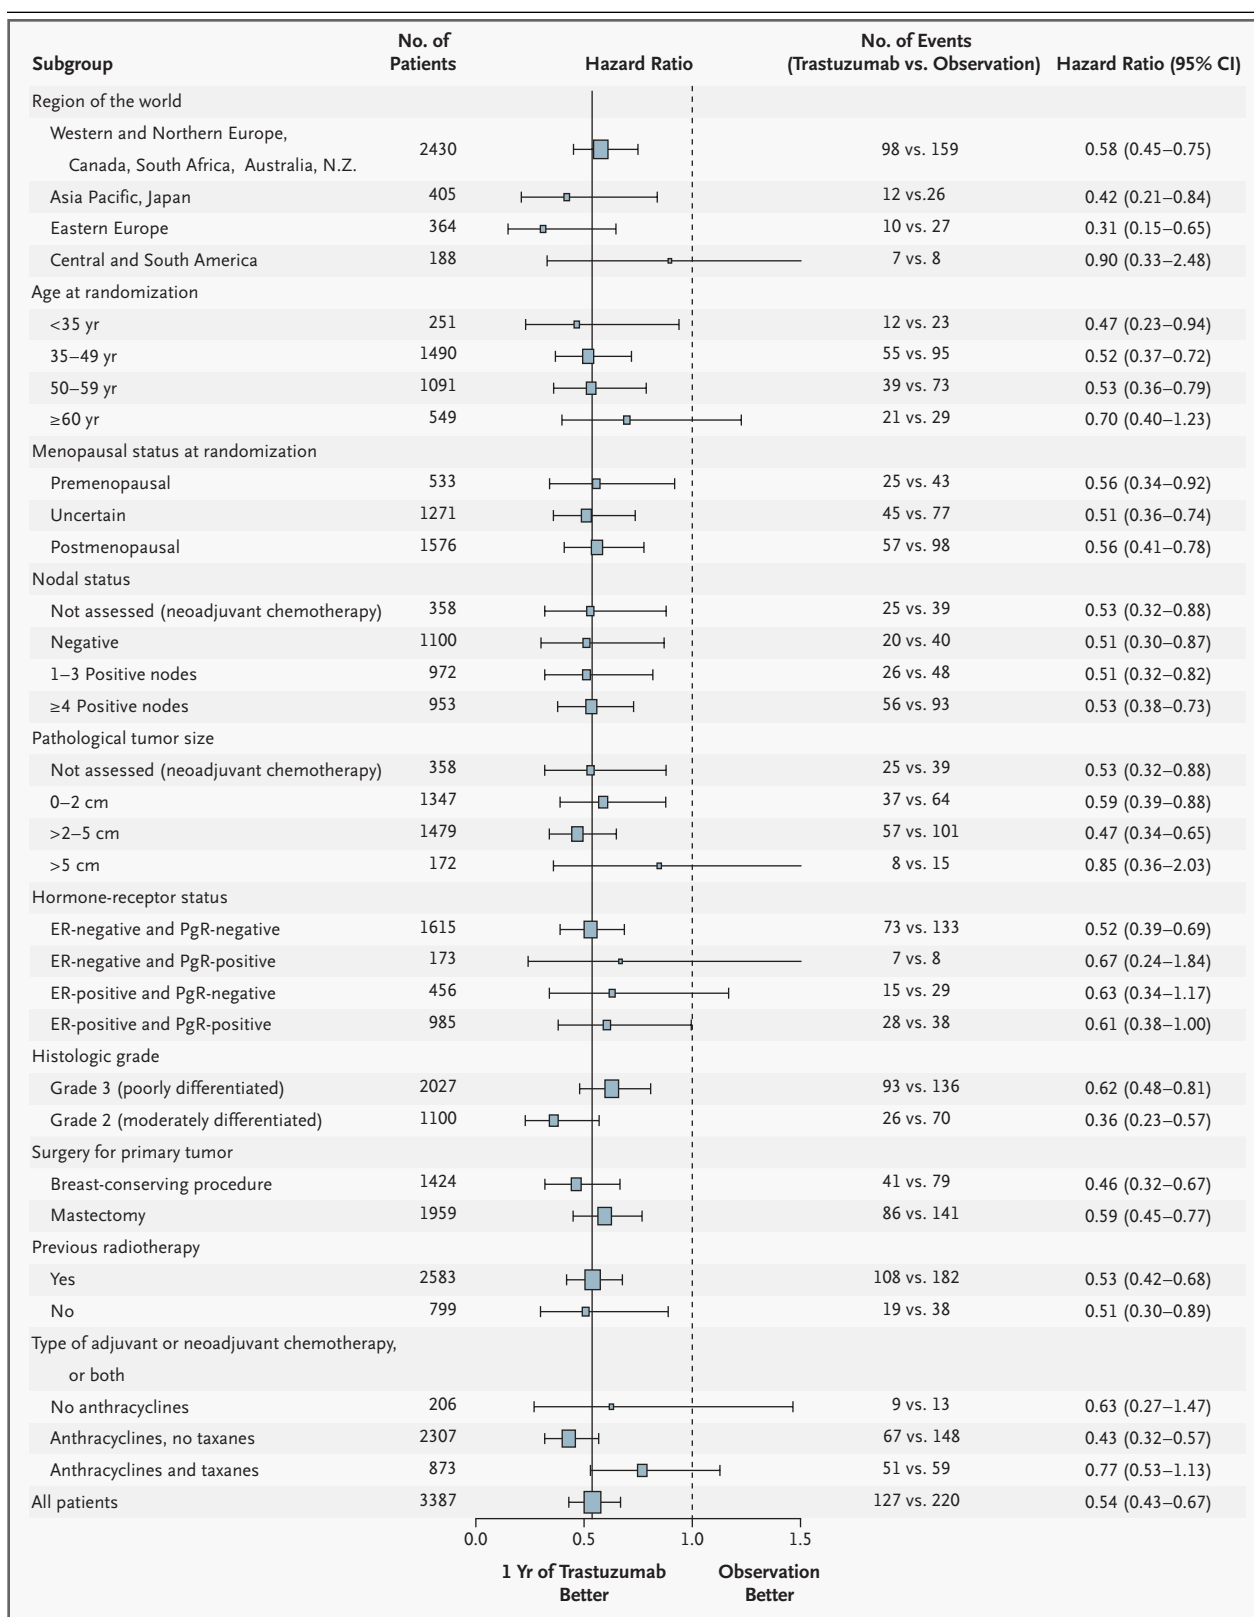 No. of
Patients
Subgroup
Hazard Ratio
No. of Events
(Trastuzumab vs. Observation)
Hazard Ratio (95% CI)
Region of the world
Western and Northern Europe,
Canada, South Africa, Australia, N.Z.
2430
98 vs. 159
0.58 (0.45–0.75)
Asia Pacific, Japan 405 12 vs.26 0.42 (0.21–0.84)
Eastern Europe 364 10 vs. 27 0.31 (0.15–0.65)
Central and South America 188 7 vs. 8 0.90 (0.33–2.48)
Age at randomization
<35 yr 251 12 vs. 23 0.47 (0.23–0.94)
35–49 yr 1490 55 vs. 95 0.52 (0.37–0.72)
50–59 yr 1091 39 vs. 73 0.53 (0.36–0.79)
≥60 yr 549 21 vs. 29 0.70 (0.40–1.23)
Menopausal status at randomization
Premenopausal 533 25 vs. 43 0.56 (0.34–0.92)
Uncertain 1271 45 vs. 77 0.51 (0.36–0.74)
Postmenopausal 1576 57 vs. 98 0.56 (0.41–0.78)
Nodal status
Not assessed (neoadjuvant chemotherapy) 358 25 vs. 39 0.53 (0.32–0.88)
Negative 1100 20 vs. 40 0.51 (0.30–0.87)
1–3 Positive nodes 972 26 vs. 48 0.51 (0.32–0.82)
≥4 Positive nodes 953 56 vs. 93 0.53 (0.38–0.73)
Pathological tumor size
Not assessed (neoadjuvant chemotherapy) 358 25 vs. 39 0.53 (0.32–0.88)
0–2 cm 1347 37 vs. 64 0.59 (0.39–0.88)
>2–5 cm 1479 57 vs. 101 0.47 (0.34–0.65)
>5 cm 172 8 vs. 15 0.85 (0.36–2.03)
Hormone-receptor status
ER-negative and PgR-negative 1615 73 vs. 133 0.52 (0.39–0.69)
ER-negative and PgR-positive 173 7 vs. 8 0.67 (0.24–1.84)
ER-positive and PgR-negative 456 15 vs. 29 0.63 (0.34–1.17)
ER-positive and PgR-positive 985 28 vs. 38 0.61 (0.38–1.00)
Histologic grade
Grade 3 (poorly differentiated) 2027 93 vs. 136 0.62 (0.48–0.81)
Grade 2 (moderately differentiated) 1100 26 vs. 70 0.36 (0.23–0.57)
Surgery for primary tumor
Breast-conserving procedure 1424 41 vs. 79 0.46 (0.32–0.67)
Mastectomy 1959 86 vs. 141 0.59 (0.45–0.77)
Previous radiotherapy
Yes 2583 108 vs. 182 0.53 (0.42–0.68)
No 799 19 vs. 38 0.51 (0.30–0.89)
Type of adjuvant or neoadjuvant chemotherapy,
or both
No anthracyclines 206 9 vs. 13 0.63 (0.27–1.47)
Anthracyclines, no taxanes 2307 67 vs. 148 0.43 (0.32–0.57)
Anthracyclines and taxanes 873 51 vs. 59 0.77 (0.53–1.13)
All patients 3387 127 vs. 220 0.54 (0.43–0.67)
0.0 0.5 1.0 1.5
1 Yr of Trastuzumab
Better
Observation
Better